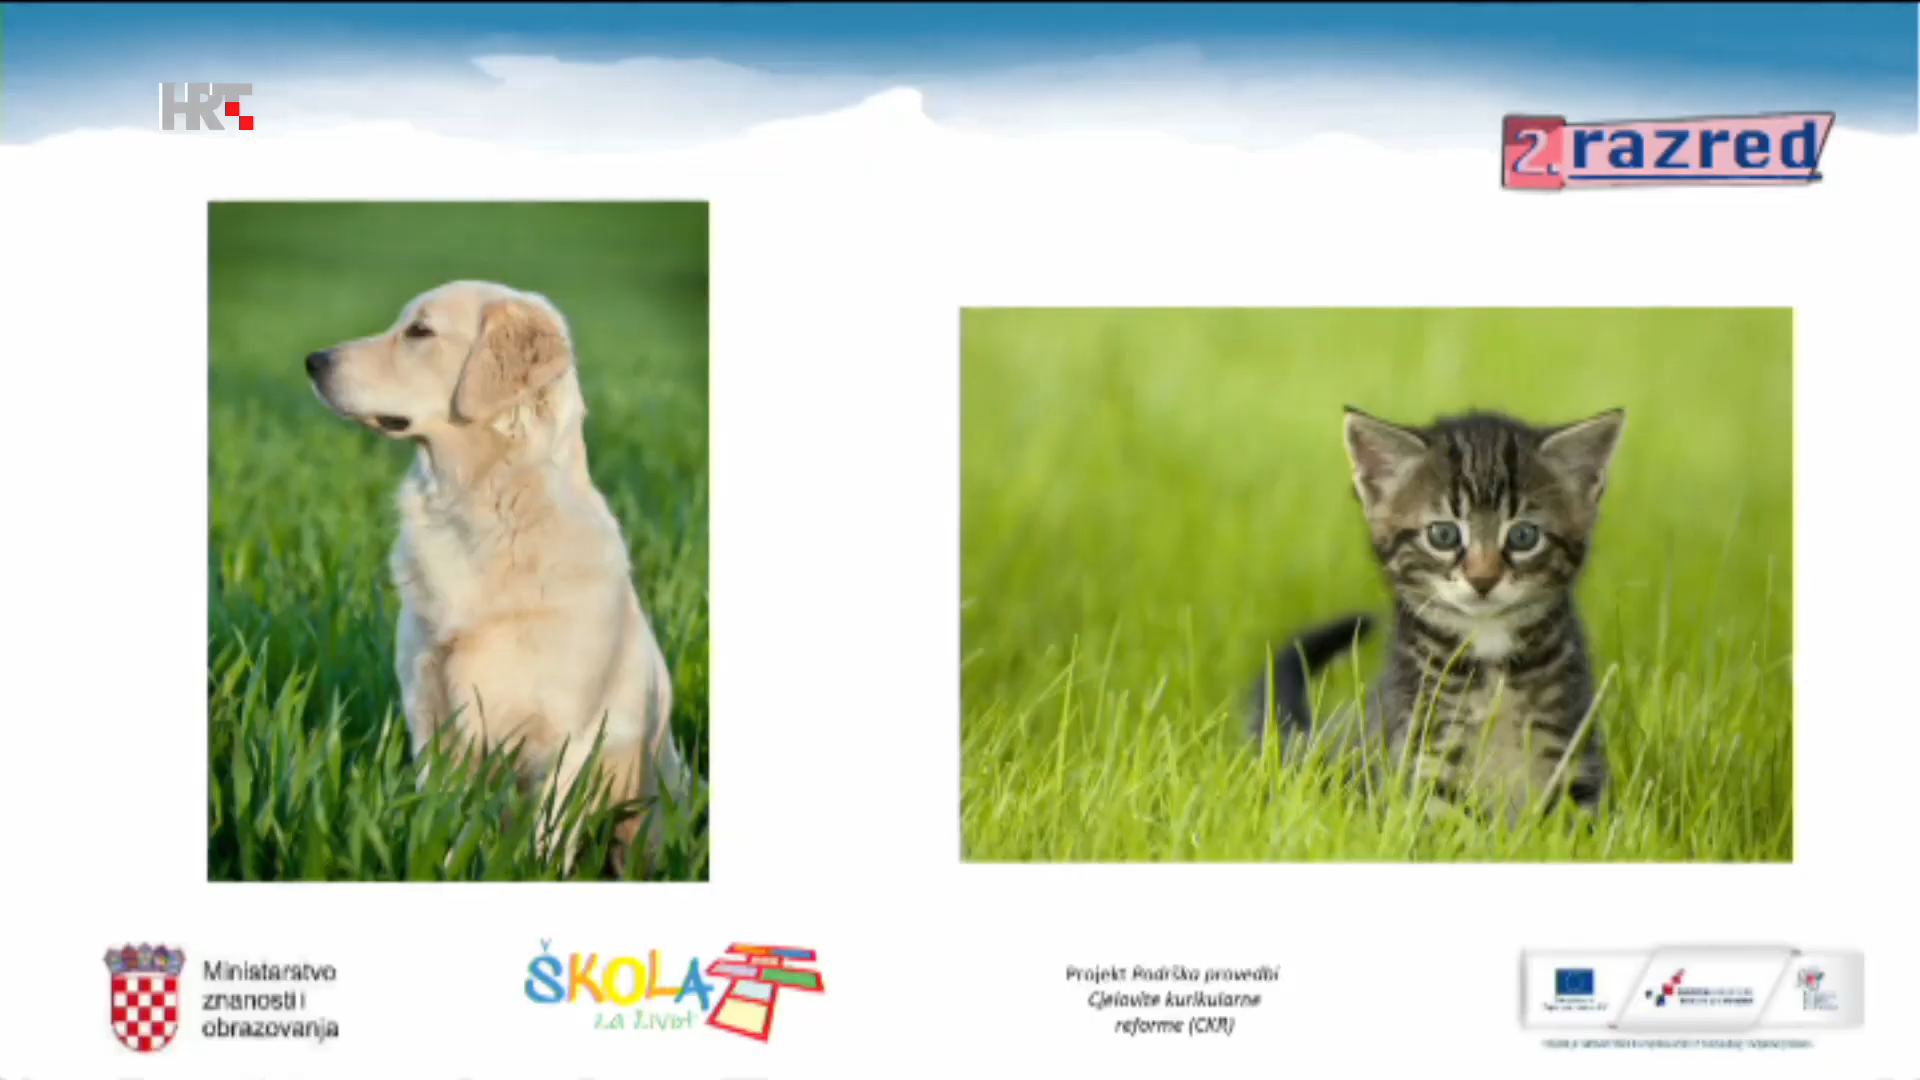 HRT
2. razred
Ministarstvo
znanosti i
obrazovanja
ŠKOLA
za život
Projekt Podrška provedbi
Cjelovite kurikularne
reforme (CKR)